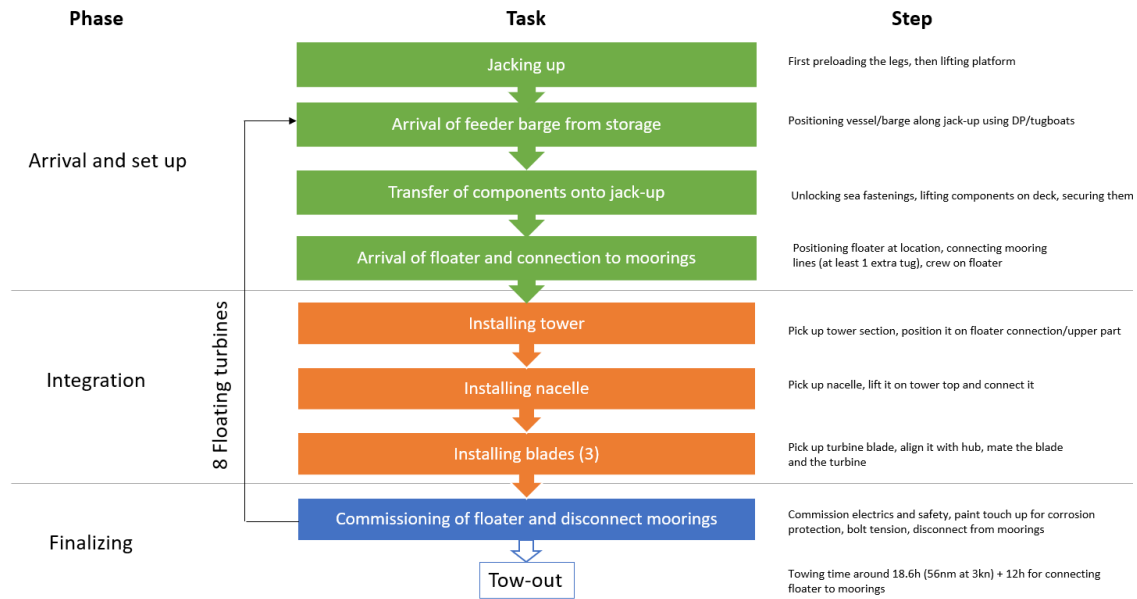 Phase
Task
Step
Jacking up
First preloading the legs, then lifting platform
Arrival of feeder barge from storage
Positioning vessel/barge along jack-up using DP/tugboats
Arrival and set up
Transfer of components onto jack-up
Unlocking sea fastenings, lifting components on deck, securing them
Arrival of floater and connection to moorings
Positioning floater at location, connecting mooring
lines (at least 1 extra tug), crew on floater
8 Floating turbines
Installing tower
Pick up tower section, position it on floater connection/upper part
Integration
Installing nacelle
Pick up nacelle, lift it on tower top and connect it
Installing blades (3)
Pick up turbine blade, align it with hub, mate the blade
and the turbine
Finalizing
Commissioning of floater and disconnect moorings
Commission electrics and safety, paint touch up for corrosion
protection, bolt tension, disconnect from moorings
Tow-out
Towing time around 18.6h (56nm at 3kn) + 12h for connecting
floater to moorings